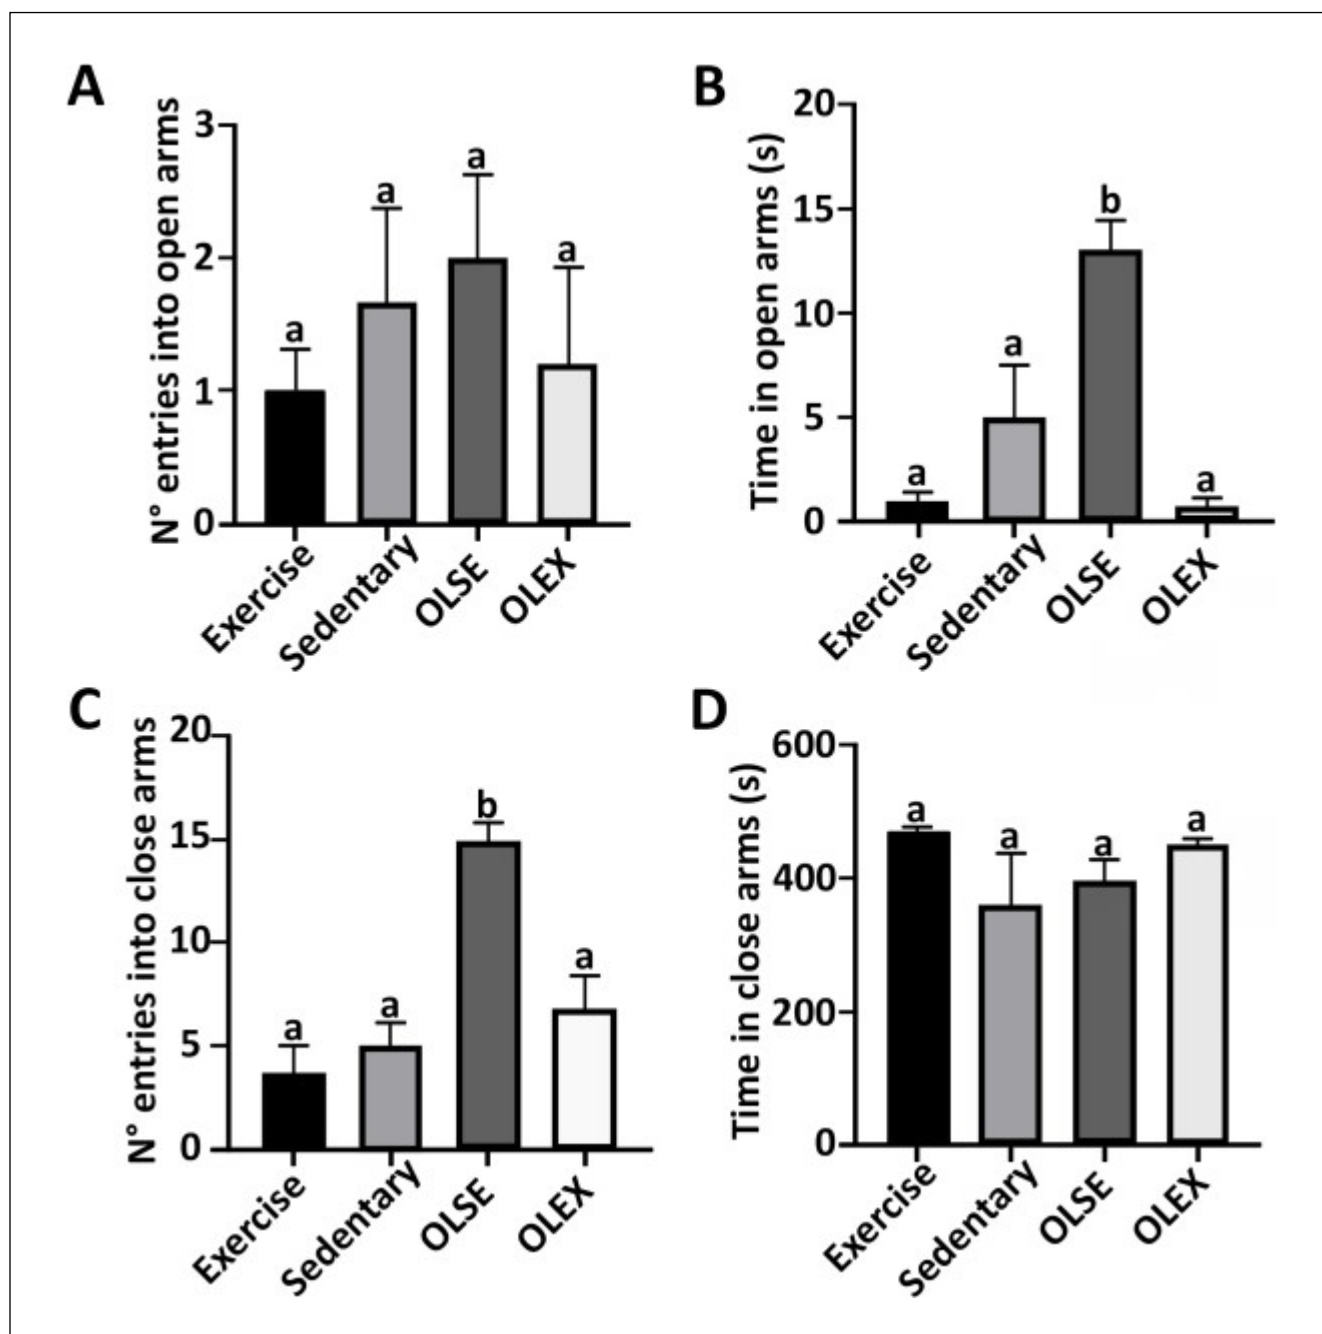 A
N° entries into open arms
3
2
1
0
a
a
a
a
Exercise
Sedentary
OLSE
OLEX
B
Time in open arms (s)
20
15
10
5
0
a
a
b
a
Exercise
Sedentary
OLSE
OLEX
C
N° entries into close arms
20
15
10
5
0
a
a
b
a
Exercise
Sedentary
OLSE
OLEX
D
Time in close arms (s)
600
400
200
0
a
a
a
a
Exercise
Sedentary
OLSE
OLEX